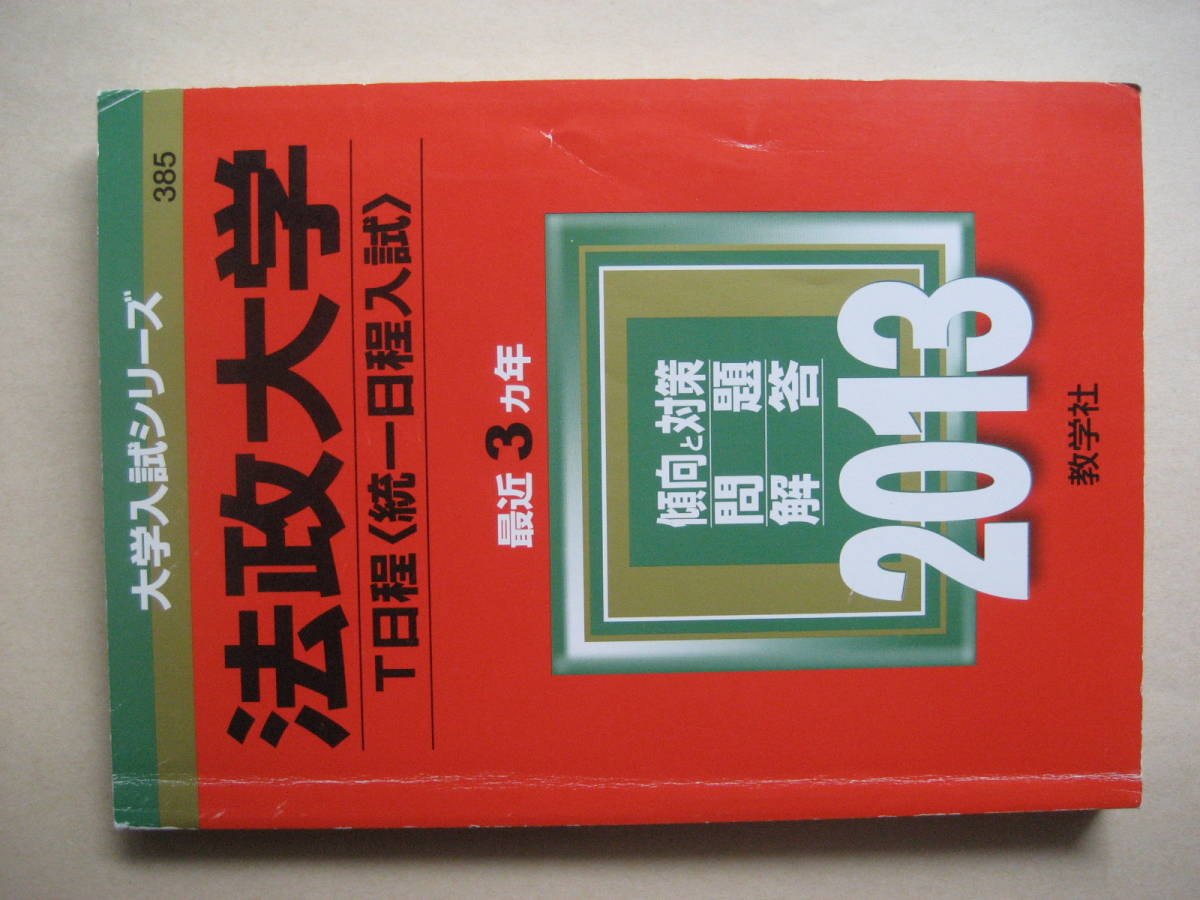 大学入試シリーズ
385
法政大学
T日程〈統一日程入試〉
最近3カ年
傾向と対策
問題
解答
2013
教学社